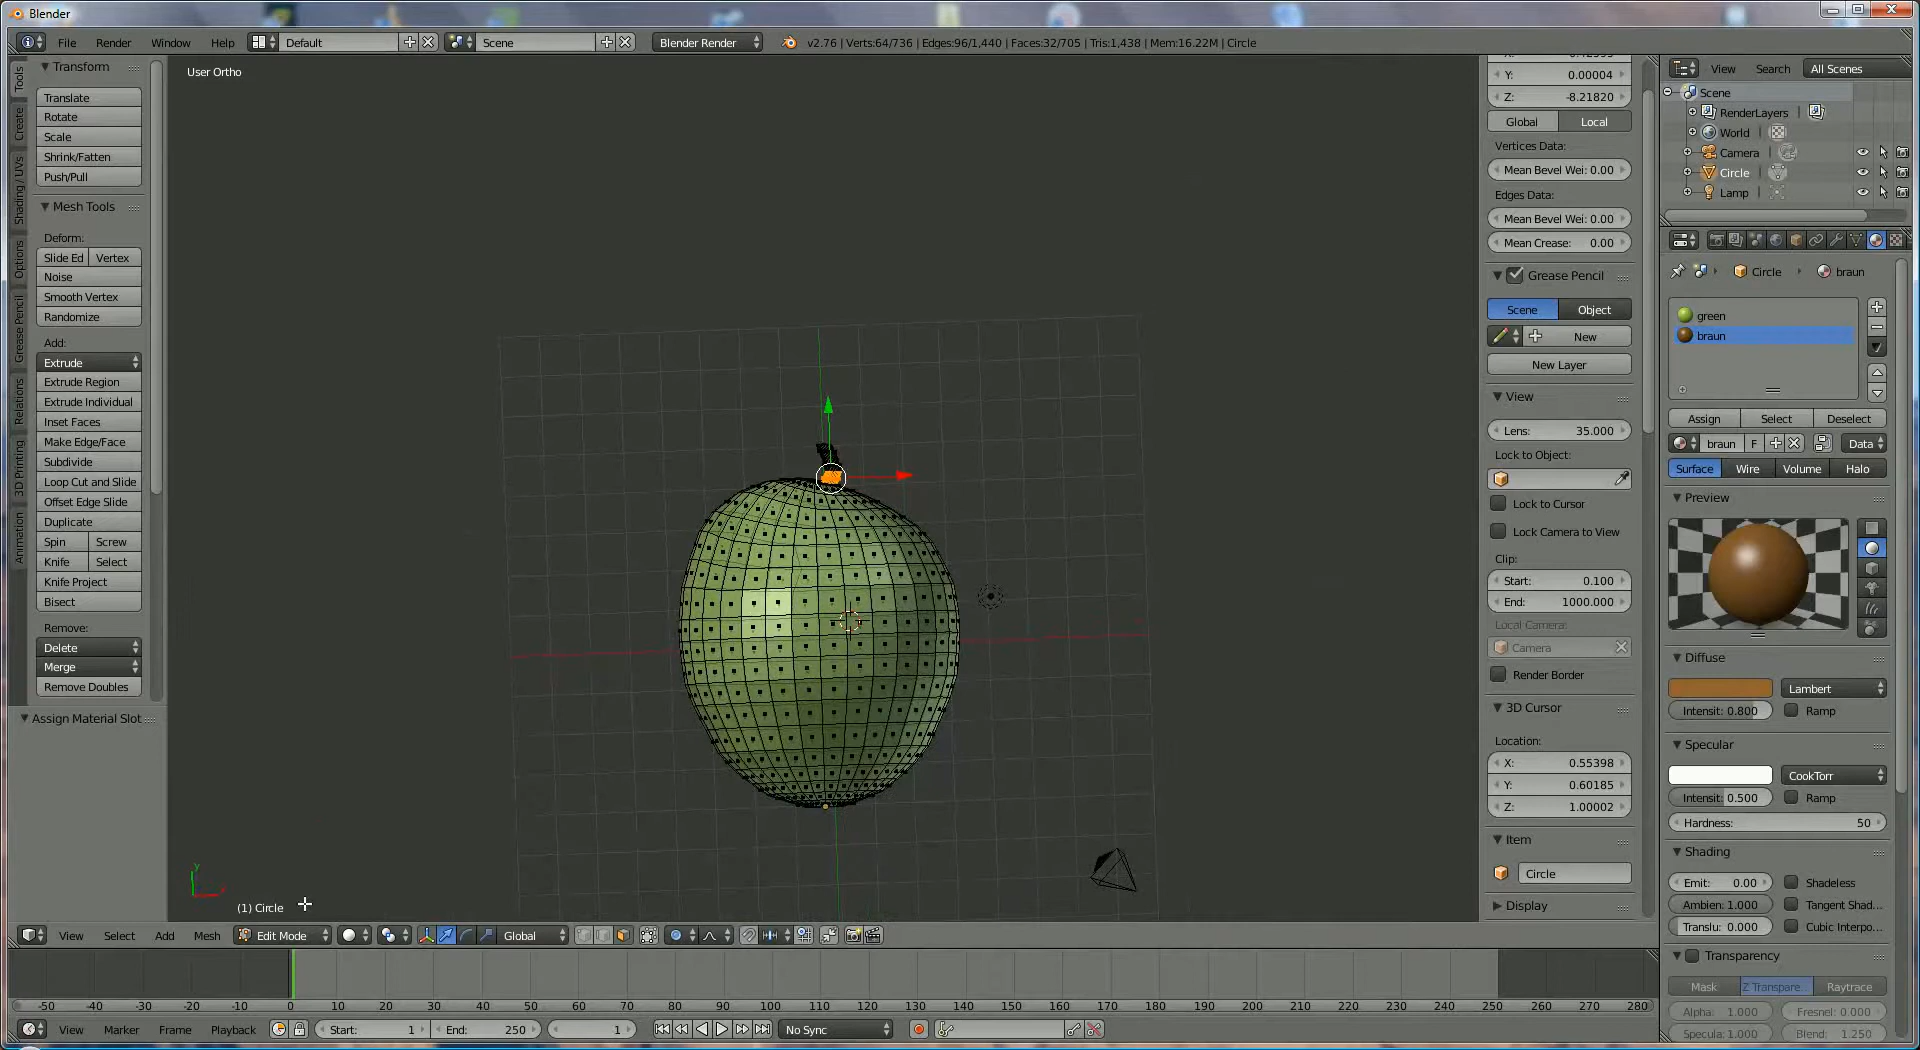 Blender
File Render Window Help Default Scene Blender Render v2.76 | Verts:64/736 | Edges:96/1,440 | Faces:32/705 | Tris:1,438 | Mem:16.22M | Circle
Tools
Create
Shading / UVs
Options
Grease Pencil
Relations
3D Printing
Animation
Transform
Translate
Rotate
Scale
Shrink/Fatten
Push/Pull
Mesh Tools
Deform:
Slide Ed Vertex
Noise
Smooth Vertex
Randomize
Add:
Extrude
Extrude Region
Extrude Individual
Inset Faces
Make Edge/Face
Subdivide
Loop Cut and Slide
Offset Edge Slide
Duplicate
Spin Screw
Knife Select
Knife Project
Bisect
Remove:
Delete
Merge
Remove Doubles
Assign Material Slot
User Ortho
y
(1) Circle
Y: 0.00004
Z: -8.21820
Global Local
Vertices Data:
Mean Bevel Wei: 0.00
Edges Data:
Mean Bevel Wei: 0.00
Mean Crease: 0.00
Grease Pencil
Scene Object
New
New Layer
View
Lens: 35.000
Lock to Object:
Lock to Cursor
Lock Camera to View
Clip:
Start: 0.100
End: 1000.000
Local Camera:
Camera
Render Border
3D Cursor
Location:
X: 0.55398
Y: 0.60185
Z: 1.00002
Item
Circle
Display
View Search All Scenes
Scene
RenderLayers
World
Camera
Circle
Lamp
Circle braun
green
braun
Assign Select Deselect
braun F Data
Surface Wire Volume Halo
Preview
Diffuse
Lambert
Intensit: 0.800 Ramp
Specular
CookTorr
Intensit: 0.500 Ramp
Hardness: 50
Shading
Emit: 0.00 Shadeless
Ambien: 1.000 Tangent Shad...
Translu: 0.000 Cubic Interpo...
Transparency
Mask Z Transpare... Raytrace
Alpha: 1.000 Fresnel: 0.000
Specula: 1.000 Blend: 1.250
View Select Add Mesh Edit Mode Global
-50 -40 -30 -20 -10 0 10 20 30 40 50 60 70 80 90 100 110 120 130 140 150 160 170 180 190 200 210 220 230 240 250 260 270 280
View Marker Frame Playback Start: 1 End: 250 1 No Sync